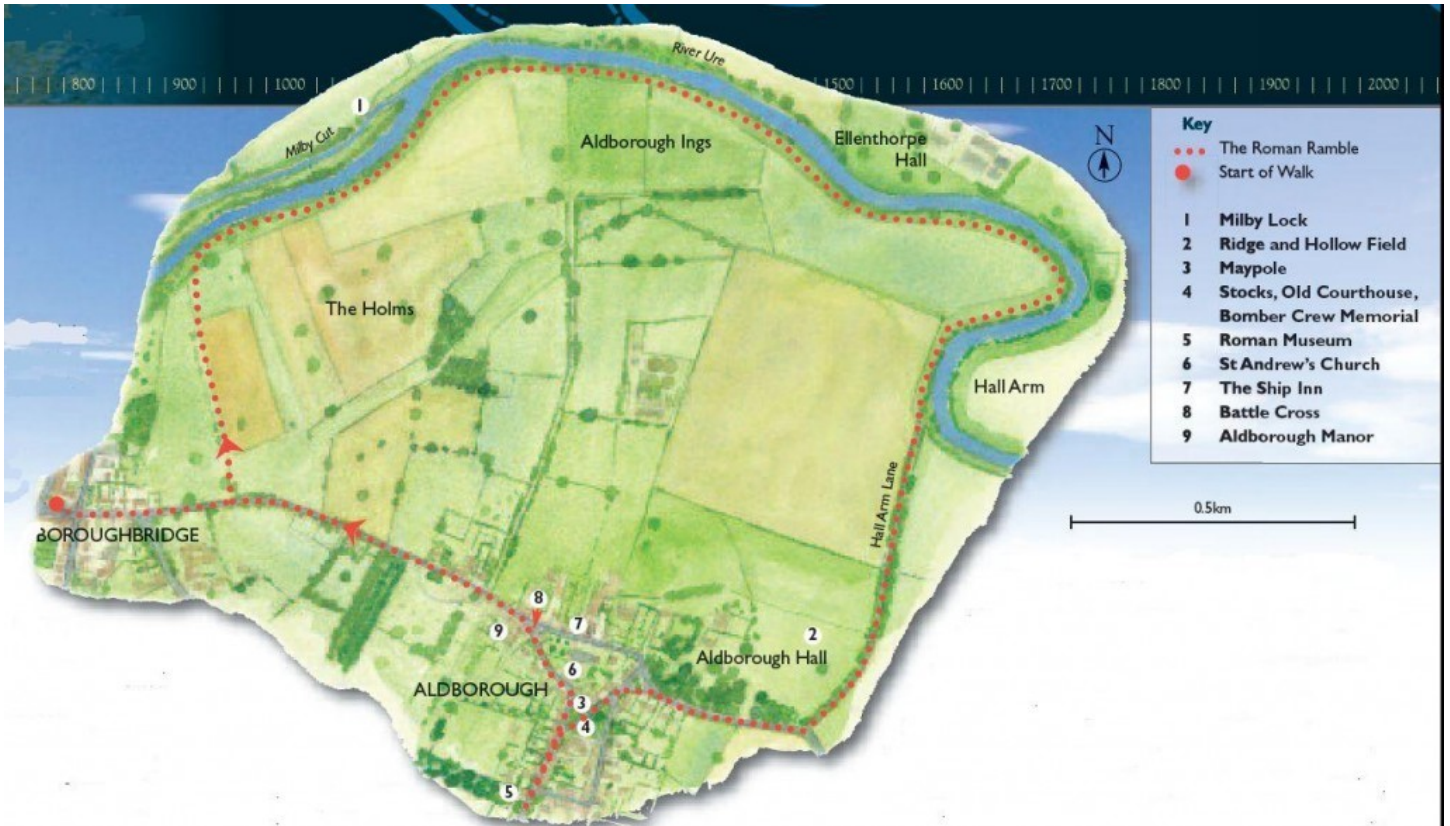 800 900 1000 1500 1600 1700 1800 1900 2000
River Ure
1
Milby Cut
Aldborough Ings
Ellenthorpe
Hall
N
The Holms
Hall Arm
Hall Arm Lane
BOROUGHBRIDGE
8
9
7
2
6
Aldborough Hall
ALDBOROUGH
3
4
5
Key
The Roman Ramble
Start of Walk
1 Milby Lock
2 Ridge and Hollow Field
3 Maypole
4 Stocks, Old Courthouse,
Bomber Crew Memorial
5 Roman Museum
6 St Andrew's Church
7 The Ship Inn
8 Battle Cross
9 Aldborough Manor
0.5km